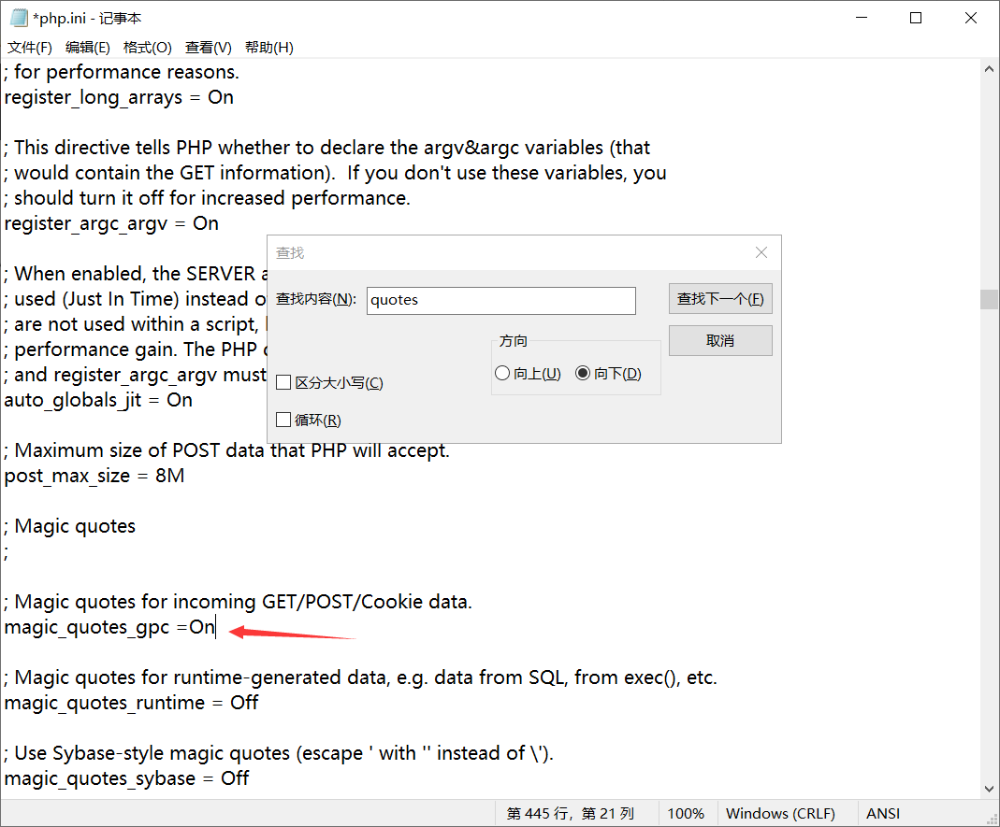 *php.ini - 记事本
文件(F) 编辑(E) 格式(O) 查看(V) 帮助(H)
; for performance reasons.
register_long_arrays = On
; This directive tells PHP whether to declare the argv&argc variables (that
; would contain the GET information).  If you don't use these variables, you
; should turn it off for increased performance.
register_argc_argv = On
; When enabled, the SERVER a
; used (Just In Time) instead o
; are not used within a script,
; performance gain. The PHP
; and register_argc_argv must
auto_globals_jit = On
查找
查找内容(N):
quotes
查找下一个(F)
取消
方向
向上(U)
向下(D)
区分大小写(C)
循环(R)
; Maximum size of POST data that PHP will accept.
post_max_size = 8M
; Magic quotes
;
; Magic quotes for incoming GET/POST/Cookie data.
magic_quotes_gpc =On
; Magic quotes for runtime-generated data, e.g. data from SQL, from exec(), etc.
magic_quotes_runtime = Off
; Use Sybase-style magic quotes (escape ' with '' instead of \').
magic_quotes_sybase = Off
第 445 行，第 21 列
100%
Windows (CRLF)
ANSI